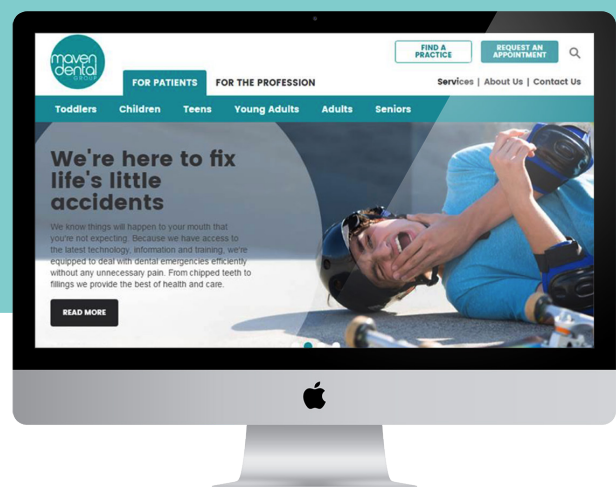 maven
dental
GROUP
FIND A
PRACTICE
REQUEST AN
APPOINTMENT
FOR PATIENTS
FOR THE PROFESSION
Services | About Us | Contact Us
Toddlers Children Teens Young Adults Adults Seniors
We're here to fix
life's little
accidents
We know things will happen to your mouth that
you're not expecting. Because we have access to
the latest technology, information and training, we're
equipped to deal with dental emergencies efficiently
without any unnecessary pain. From chipped teeth to
fillings we provide the best of health and care.
READ MORE